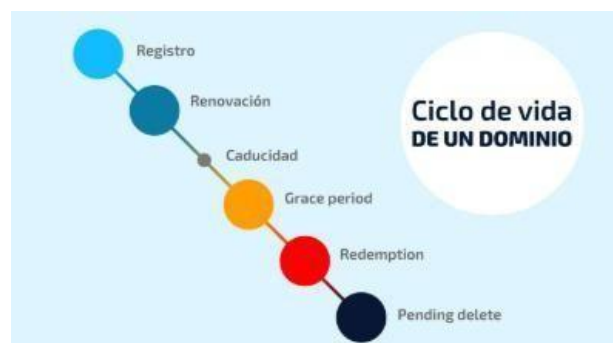 Registro
Renovación
Caducidad
Grace period
Redemption
Pending delete
Ciclo de vida
DE UN DOMINIO